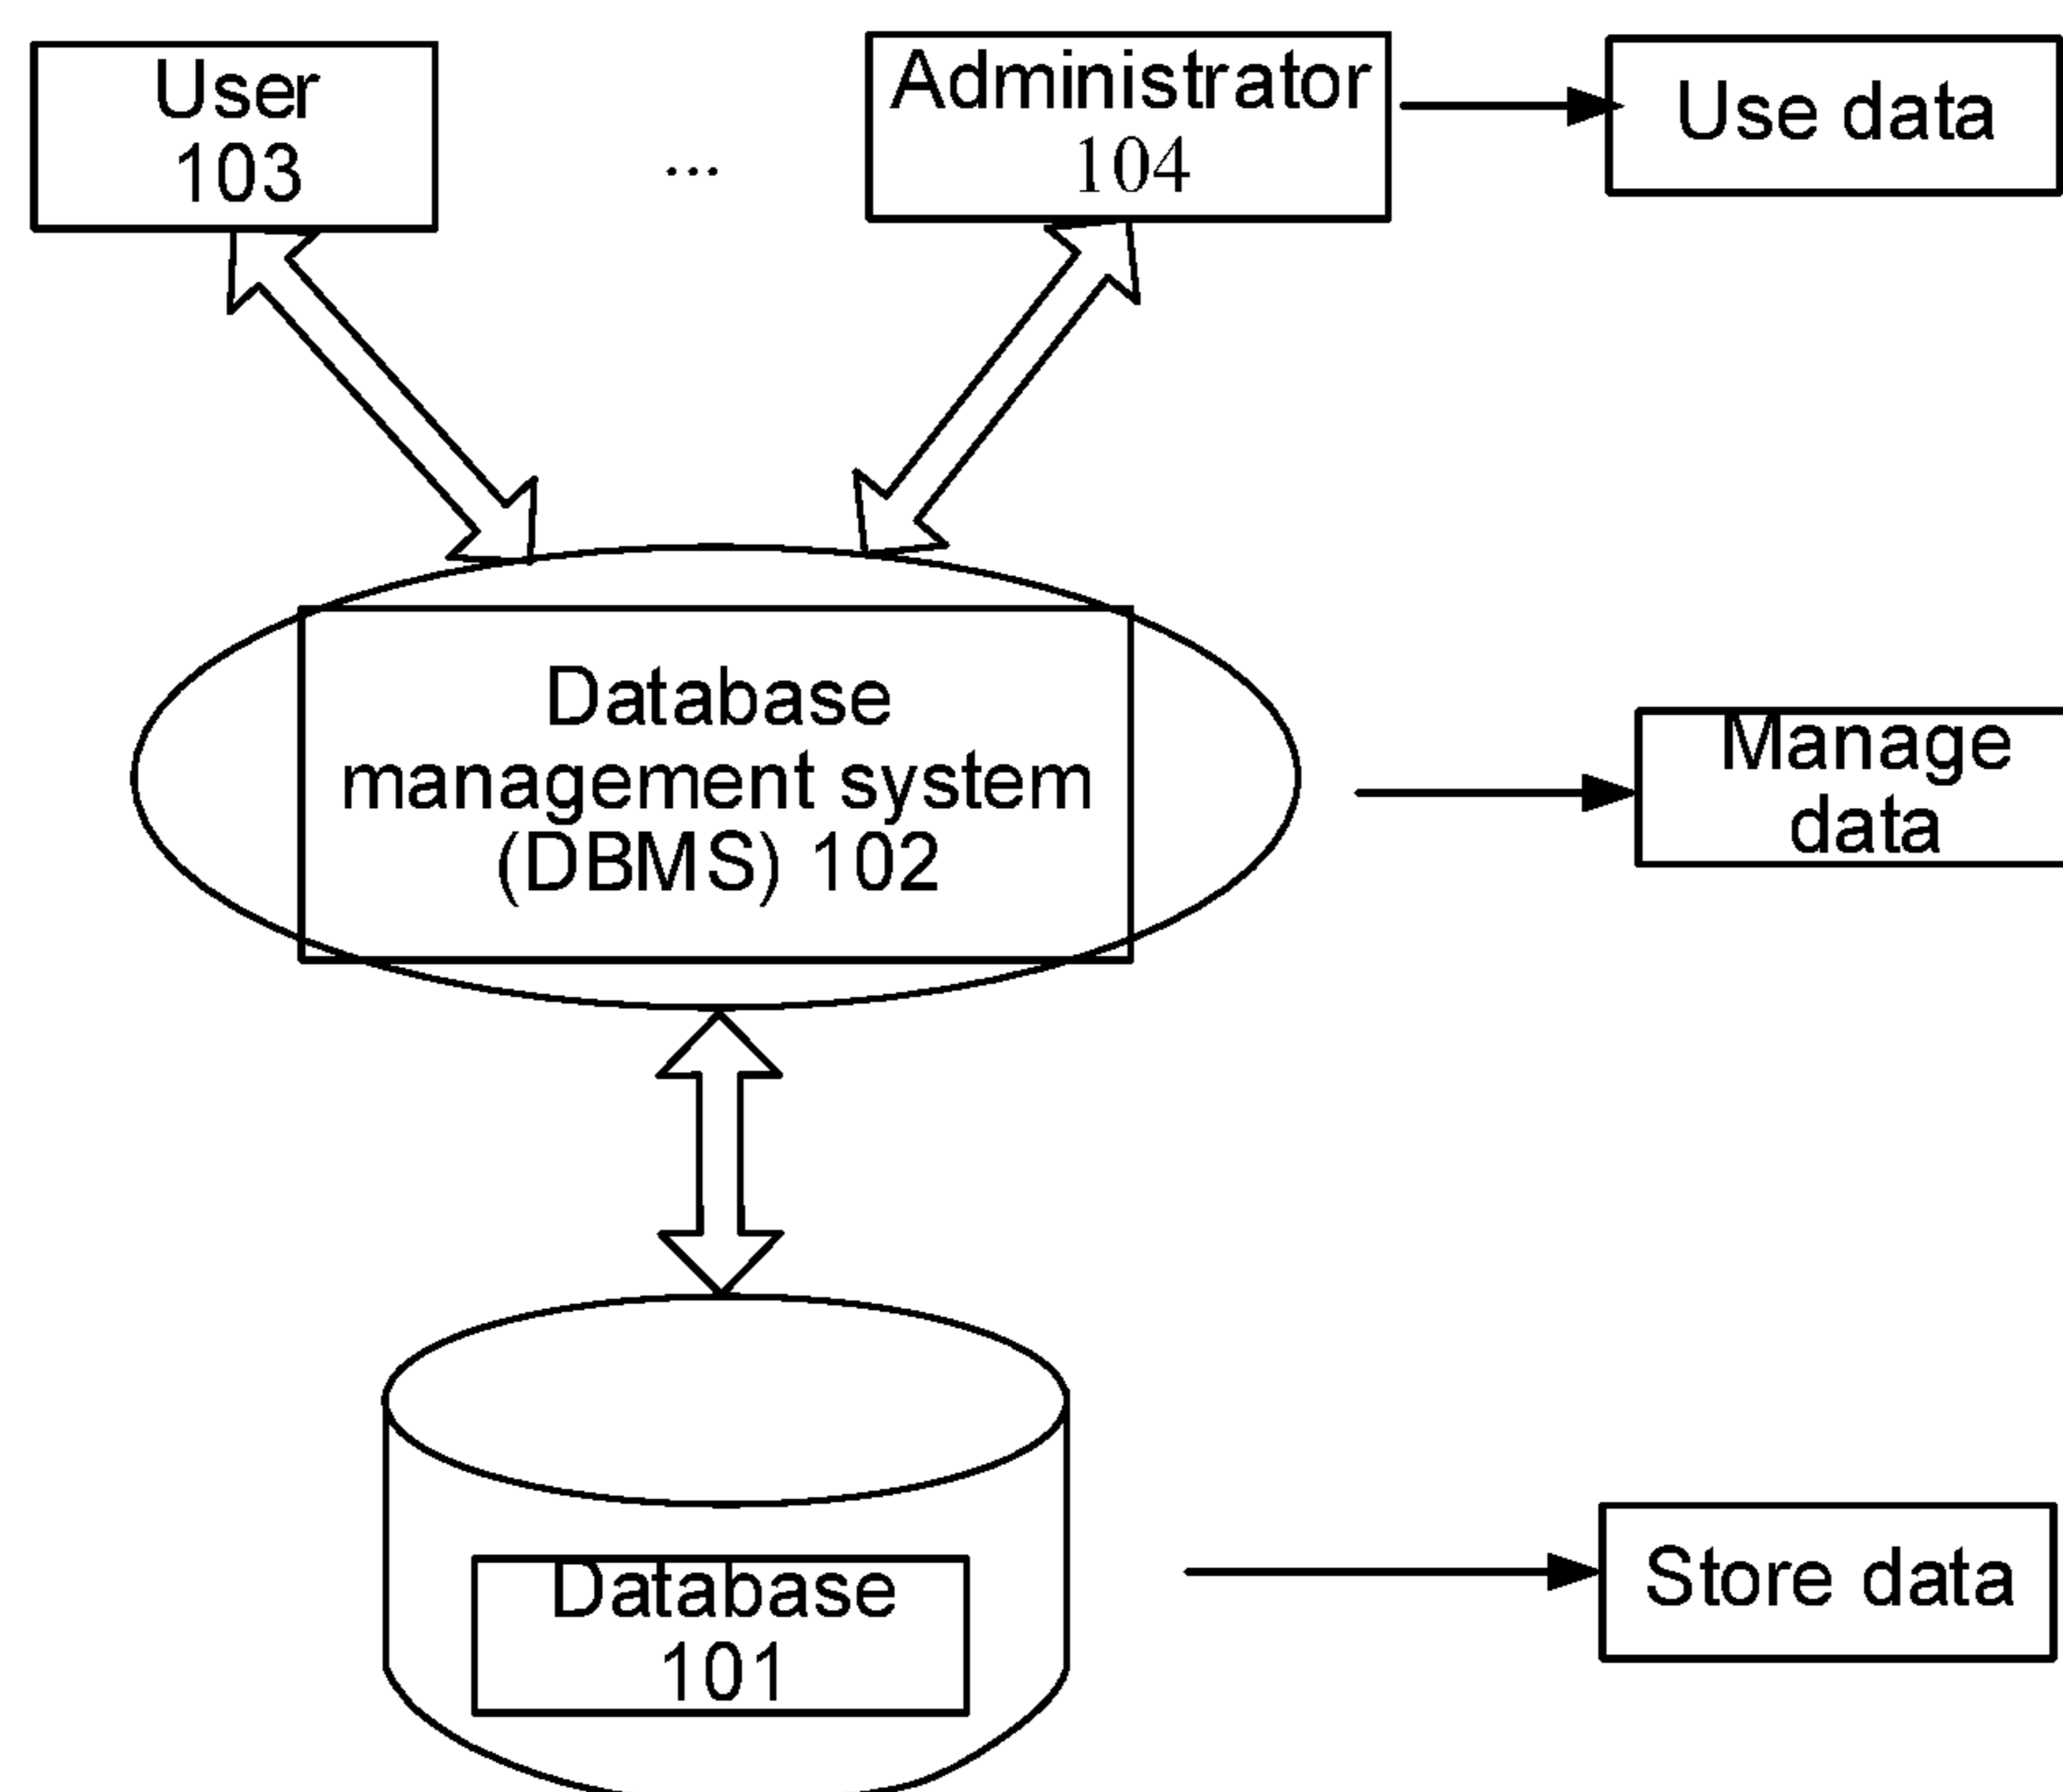 User
103
...
Administrator
104
Use data
Database
management system
(DBMS) 102
Manage
data
Database
101
Store data